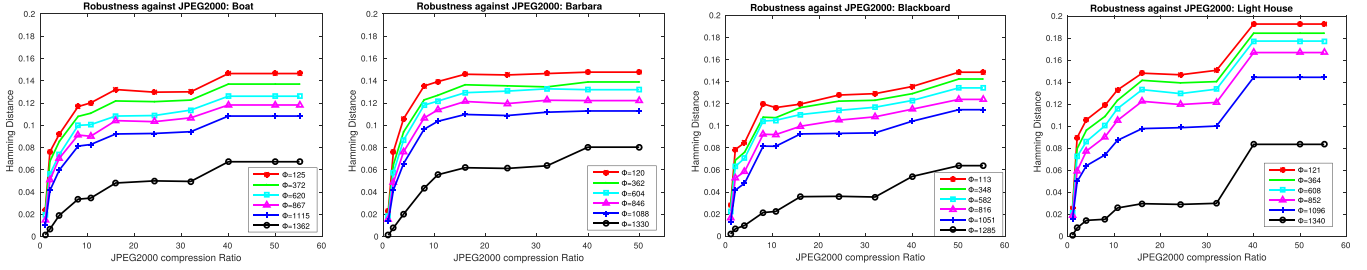 Robustness against JPEG2000: Boat
0.2
0.18
0.16
0.14
0.12
0.1
0.08
0.06
0.04
0.02
0
Hamming Distance
0 10 20 30 40 50 60
JPEG2000 compression Ratio
Φ=125
Φ=372
Φ=620
Φ=867
Φ=1115
Φ=1362
Robustness against JPEG2000: Barbara
0.2
0.18
0.16
0.14
0.12
0.1
0.08
0.06
0.04
0.02
0
Hamming Distance
0 10 20 30 40 50
JPEG2000 compression Ratio
Φ=120
Φ=362
Φ=604
Φ=846
Φ=1088
Φ=1330
Robustness against JPEG2000: Blackboard
0.2
0.18
0.16
0.14
0.12
0.1
0.08
0.06
0.04
0.02
0
Hamming Distance
0 10 20 30 40 50 60
JPEG2000 compression Ratio
Φ=113
Φ=348
Φ=582
Φ=816
Φ=1051
Φ=1285
Robustness against JPEG2000: Light House
0.2
0.18
0.16
0.14
0.12
0.1
0.08
0.06
0.04
0.02
0
Hamming Distance
0 10 20 30 40 50 60
JPEG2000 compression Ratio
Φ=121
Φ=364
Φ=608
Φ=852
Φ=1096
Φ=1340